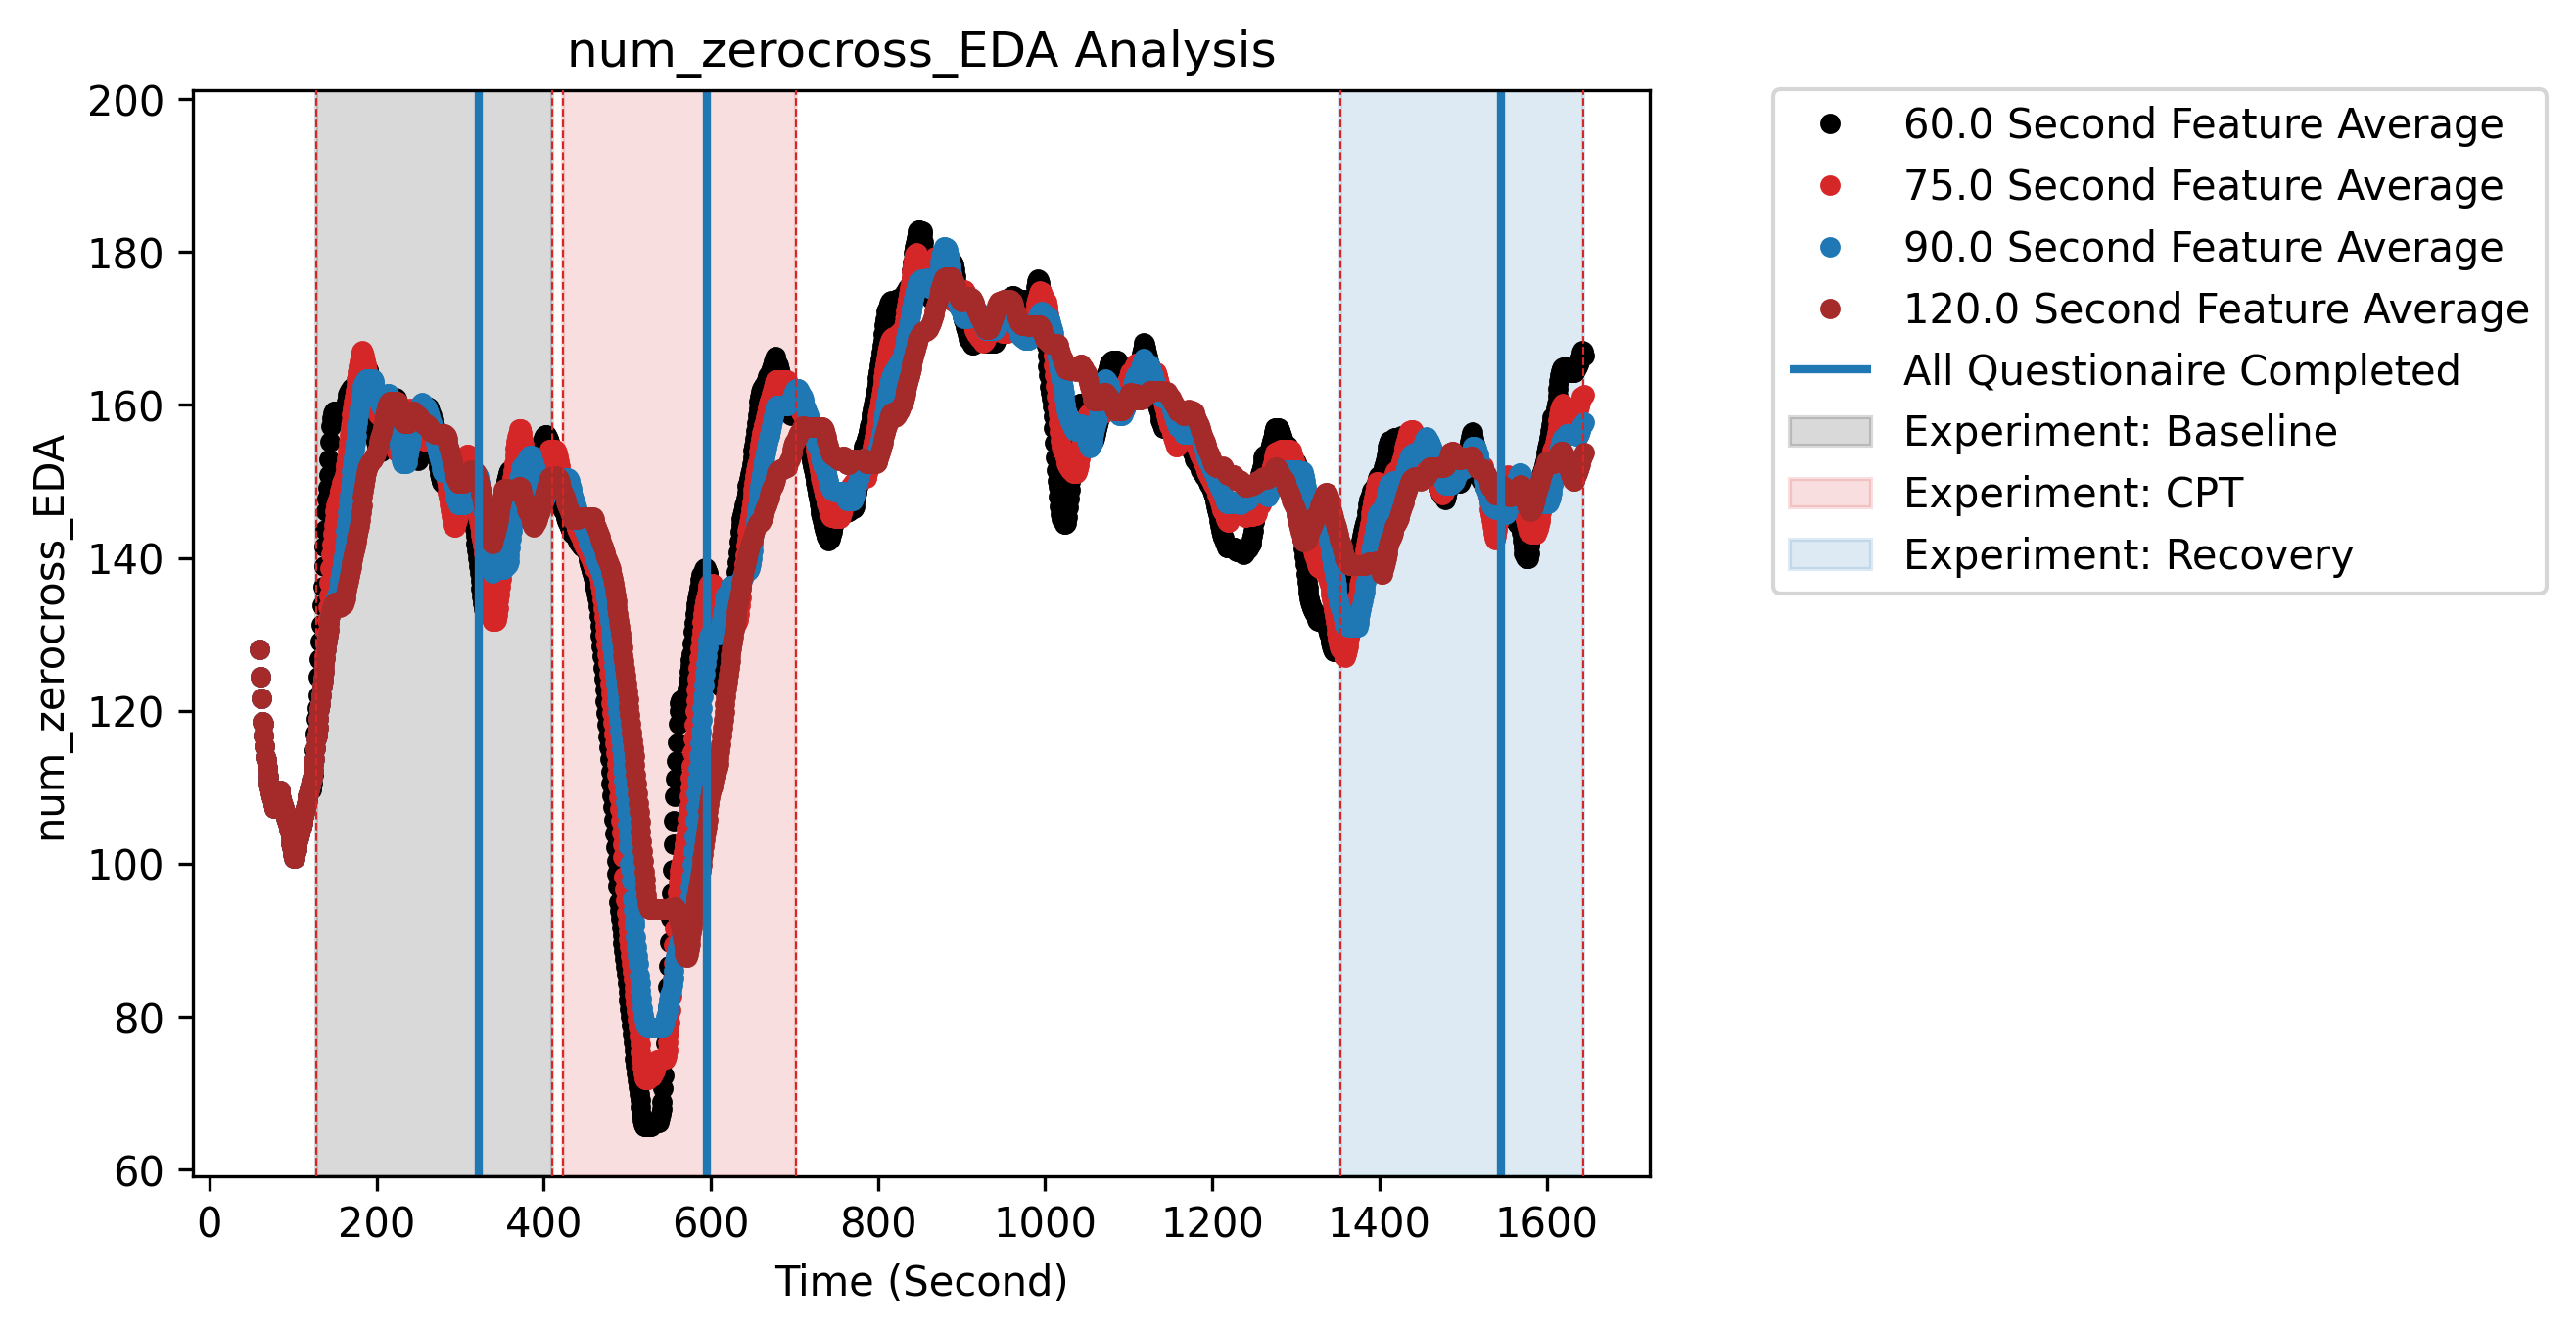 num_zerocross_EDA Analysis
num_zerocross_EDA
200
180
160
140
120
100
80
60
0 200 400 600 800 1000 1200 1400 1600
Time (Second)
60.0 Second Feature Average
75.0 Second Feature Average
90.0 Second Feature Average
120.0 Second Feature Average
All Questionaire Completed
Experiment: Baseline
Experiment: CPT
Experiment: Recovery